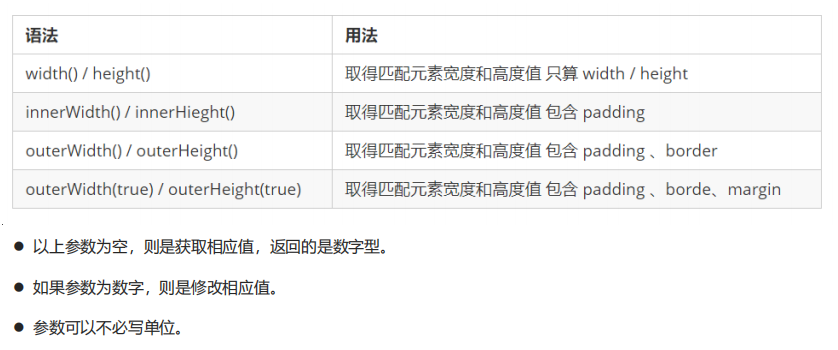 语法 用法
width() / height() 取得匹配元素宽度和高度值 只算 width / height
innerWidth() / innerHieght() 取得匹配元素宽度和高度值 包含 padding
outerWidth() / outerHeight() 取得匹配元素宽度和高度值 包含 padding 、border
outerWidth(true) / outerHeight(true) 取得匹配元素宽度和高度值 包含 padding 、borde、margin
● 以上参数为空，则是获取相应值，返回的是数字型。
● 如果参数为数字，则是修改相应值。
● 参数可以不必写单位。